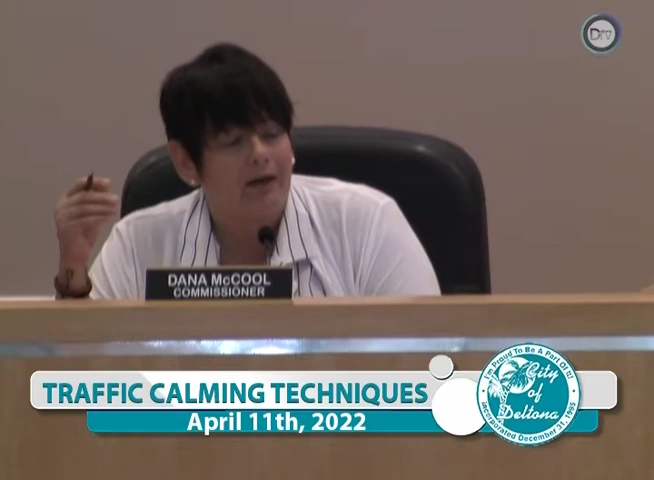 DTV
DANA McCOOL
COMMISSIONER
TRAFFIC CALMING TECHNIQUES
April 11th, 2022
I'm Proud To Be A Part Of It!
City
of
Deltona
Incorporated December 31, 1995